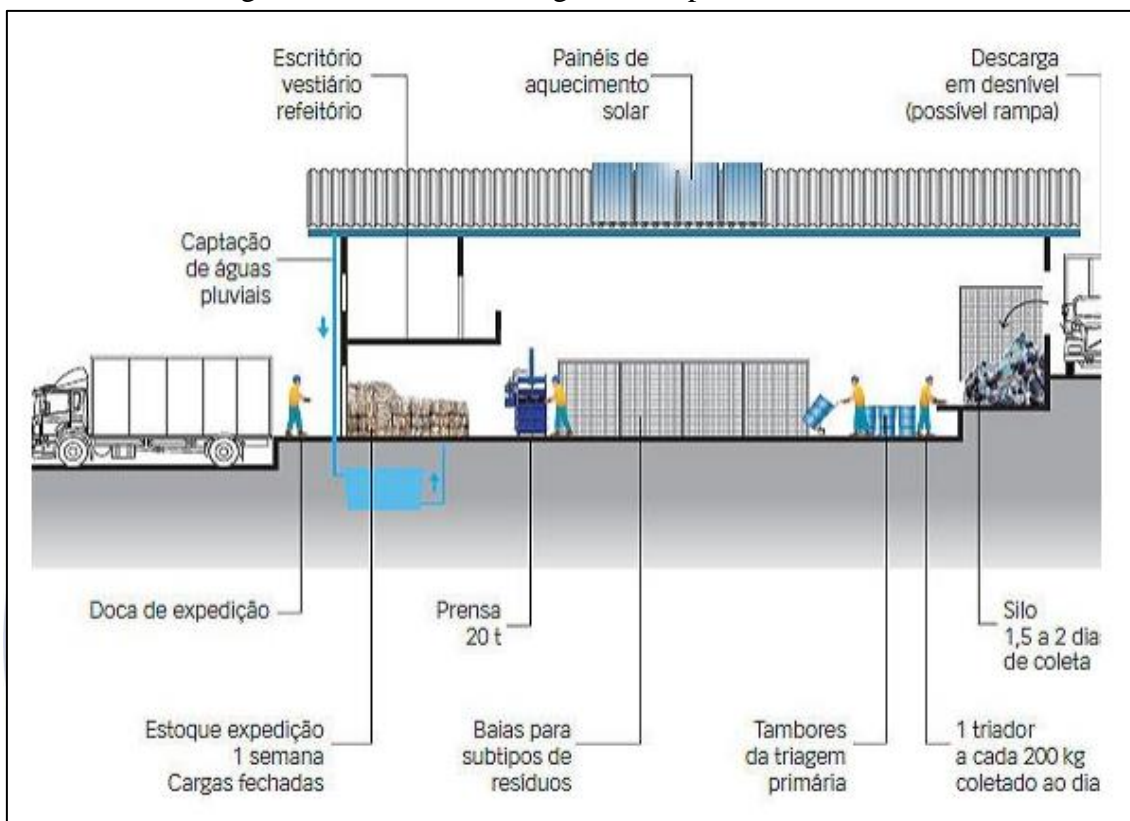 Escritório
vestiário
refeitório
Painéis de
aquecimento
solar
Descarga
em desnível
(possível rampa)
Captação
de águas
pluviais
Doca de expedição
Prensa
20 t
Silo
1,5 a 2 dia
de coleta
Estoque expedição
1 semana
Cargas fechadas
Baias para
subtipos de
resíduos
Tambores
da triagem
primária
1 triador
a cada 200 kg
coletado ao dia